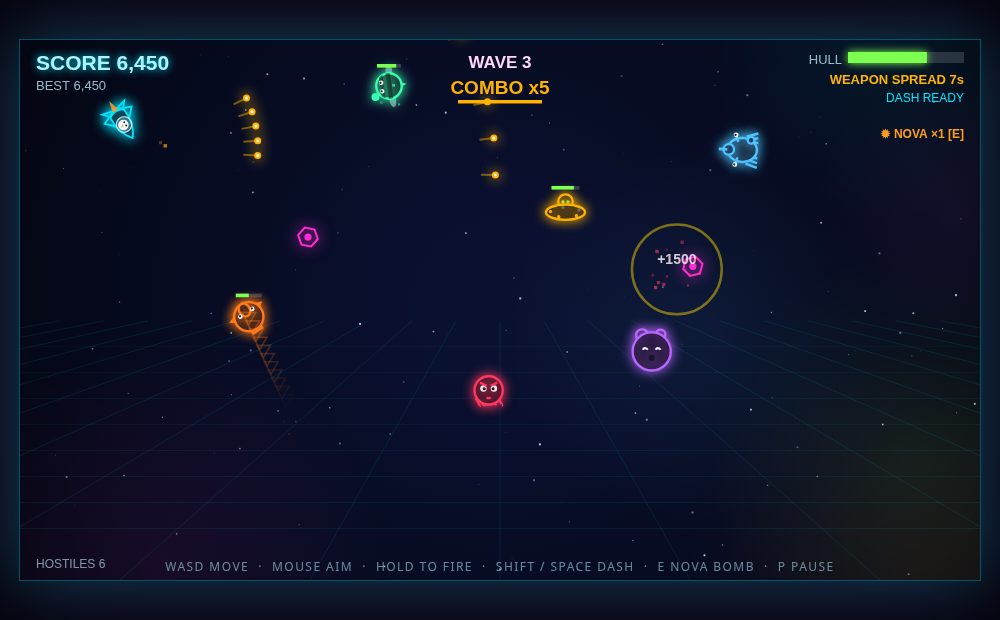 SCORE 6,450
BEST 6,450
WAVE 3
COMBO x5
HULL
WEAPON SPREAD 7s
DASH READY
✹ NOVA ×1 [E]
+1500
HOSTILES 6
WASD MOVE · MOUSE AIM · HOLD TO FIRE · SHIFT / SPACE DASH · E NOVA BOMB · P PAUSE